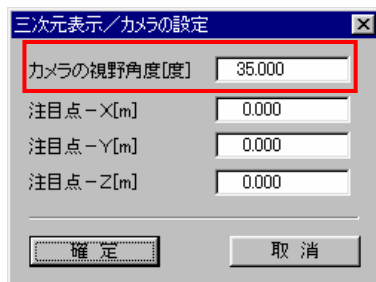 三次元表示／カメラの設定
カメラの視野角度[度] 35.000
注目点－X[m] 0.000
注目点－Y[m] 0.000
注目点－Z[m] 0.000
確 定 取 消